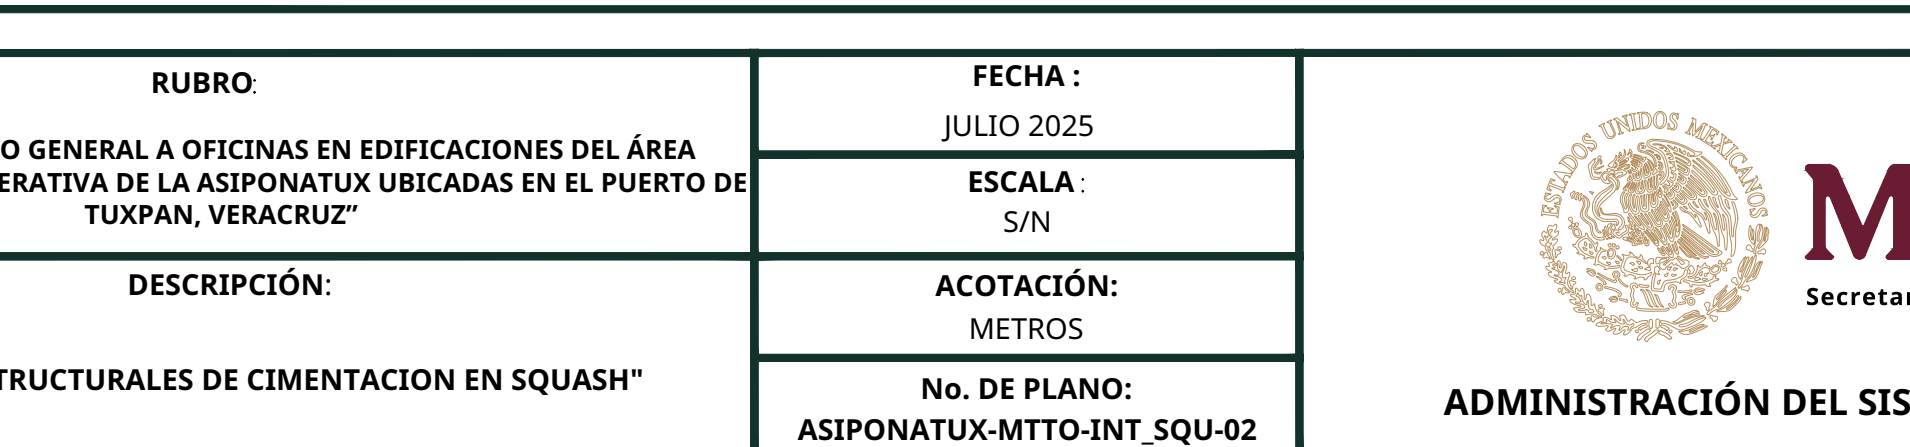 RUBRO:
O GENERAL A OFICINAS EN EDIFICACIONES DEL ÁREA
ERATIVA DE LA ASIPONATUX UBICADAS EN EL PUERTO DE
TUXPAN, VERACRUZ”
DESCRIPCIÓN:
TRUCTURALES DE CIMENTACION EN SQUASH"
FECHA :
JULIO 2025
ESCALA :
S/N
ACOTACIÓN:
METROS
No. DE PLANO:
ASIPONATUX-MTTO-INT_SQU-02
ESTADOS UNIDOS MEXICANOS
M
Secretar
ADMINISTRACIÓN DEL SIS